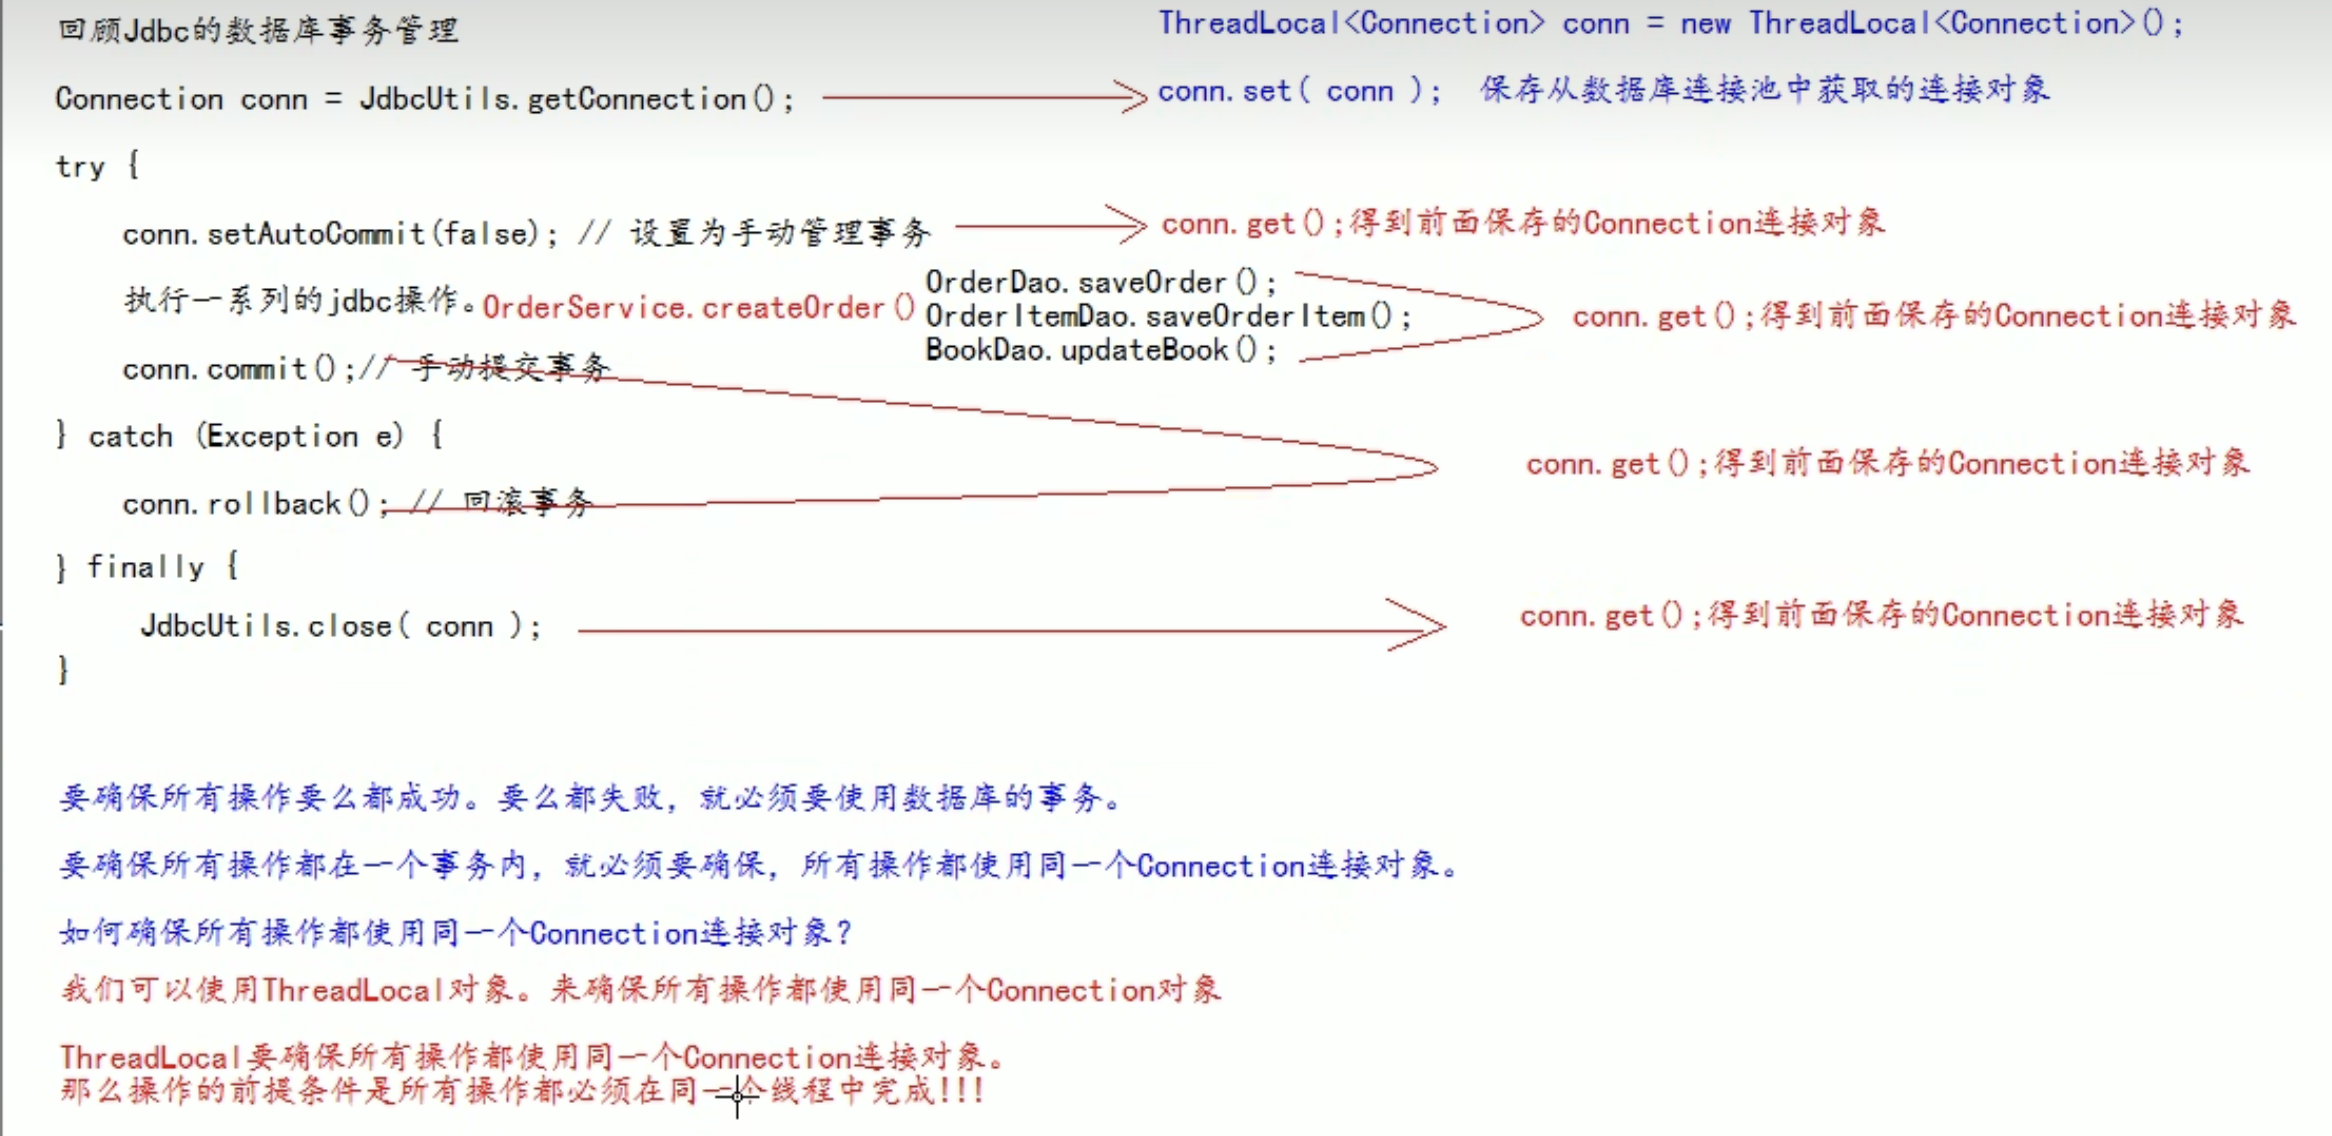 回顾Jdbc的数据库事务管理
ThreadLocal<Connection> conn = new ThreadLocal<Connection>();
Connection conn = JdbcUtils.getConnection();
conn.set( conn ); 保存从数据库连接池中获取的连接对象
try {
conn.setAutoCommit(false); // 设置为手动管理事务
conn.get();得到前面保存的Connection连接对象
执行一系列的jdbc操作。OrderService.createOrder()
OrderDao.saveOrder();
OrderItemDao.saveOrderItem();
BookDao.updateBook();
conn.get();得到前面保存的Connection连接对象
conn.commit();// 手动提交事务
} catch (Exception e) {
conn.get();得到前面保存的Connection连接对象
conn.rollback(); // 回滚事务
} finally {
JdbcUtils.close( conn );
conn.get();得到前面保存的Connection连接对象
}
要确保所有操作要么都成功。要么都失败，就必须要使用数据库的事务。
要确保所有操作都在一个事务内，就必须要确保，所有操作都使用同一个Connection连接对象。
如何确保所有操作都使用同一个Connection连接对象?
我们可以使用ThreadLocal对象。来确保所有操作都使用同一个Connection对象
ThreadLocal要确保所有操作都使用同一个Connection连接对象。
那么操作的前提条件是所有操作都必须在同一个线程中完成!!!